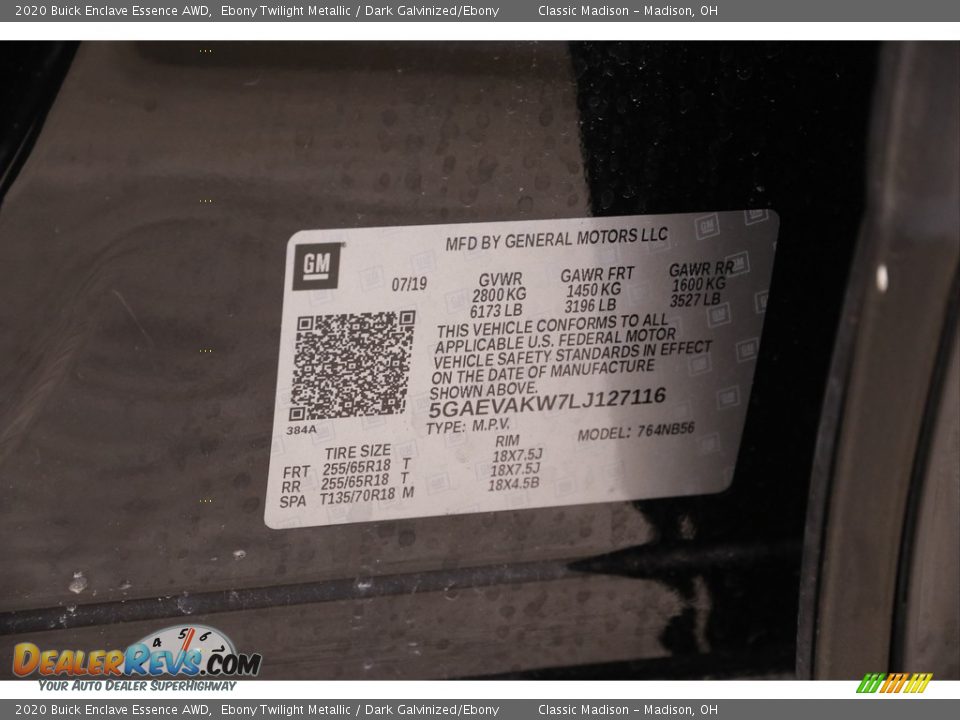 2020 Buick Enclave Essence AWD, Ebony Twilight Metallic / Dark Galvinized/Ebony Classic Madison - Madison, OH
GM
MFD BY GENERAL MOTORS LLC
07/19 GVWR GAWR FRT GAWR RR
2800 KG 1450 KG 1600 KG
6173 LB 3196 LB 3527 LB
THIS VEHICLE CONFORMS TO ALL
APPLICABLE U.S. FEDERAL MOTOR
VEHICLE SAFETY STANDARDS IN EFFECT
ON THE DATE OF MANUFACTURE
SHOWN ABOVE.
5GAEVAKW7LJ127116
384A
TYPE: M.P.V. MODEL: 764NB56
TIRE SIZE RIM
FRT 255/65R18 T 18X7.5J
RR 255/65R18 T 18X7.5J
SPA T135/70R18 M 18X4.5B
4 5 6
DEALERREVS.COM
YOUR AUTO DEALER SUPERHIGHWAY
2020 Buick Enclave Essence AWD, Ebony Twilight Metallic / Dark Galvinized/Ebony Classic Madison - Madison, OH